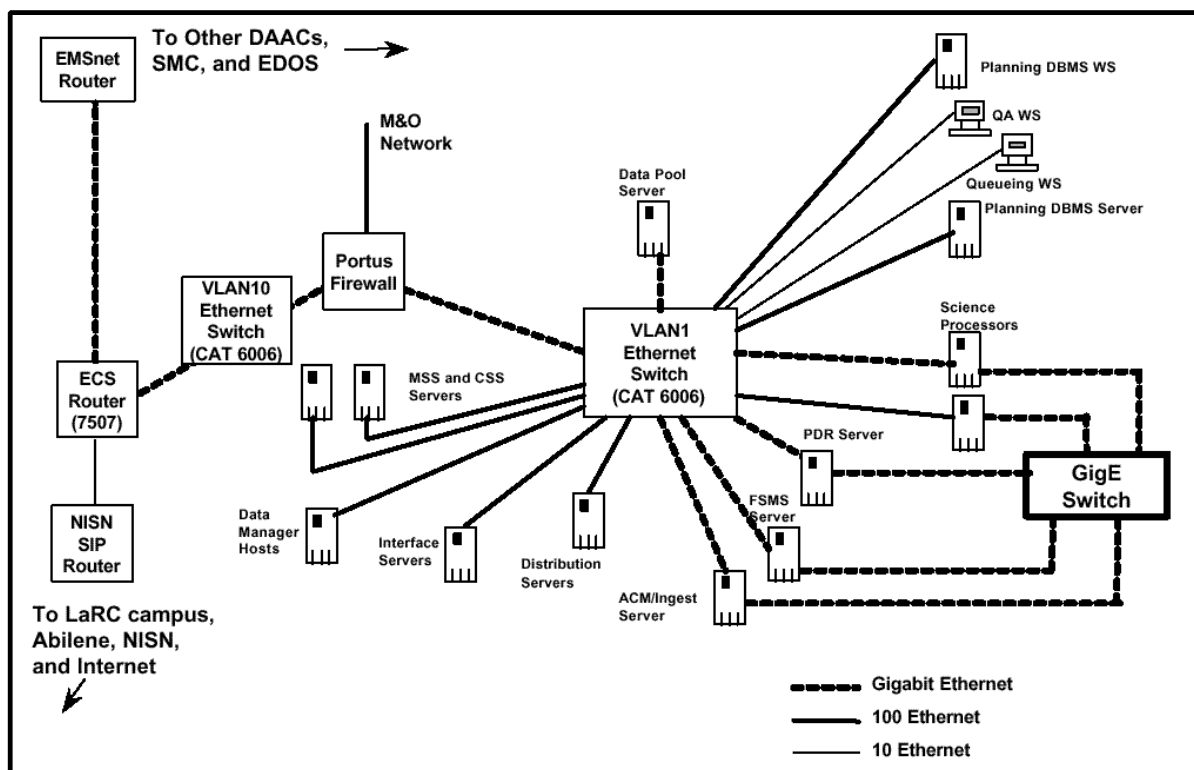 To Other DAACs,
SMC, and EDOS
EMSnet
Router
M&O
Network
Planning DBMS WS
QA WS
Queueing WS
Planning DBMS Server
Data Pool
Server
Portus
Firewall
VLAN10
Ethernet
Switch
(CAT 6006)
VLAN1
Ethernet
Switch
(CAT 6006)
Science
Processors
ECS
Router
(7507)
MSS and CSS
Servers
PDR Server
GigE
Switch
NISN
SIP
Router
Data
Manager
Hosts
Interface
Servers
Distribution
Servers
FSMS
Server
ACM/Ingest
Server
To LaRC campus,
Abilene, NISN,
and Internet
Gigabit Ethernet
100 Ethernet
10 Ethernet